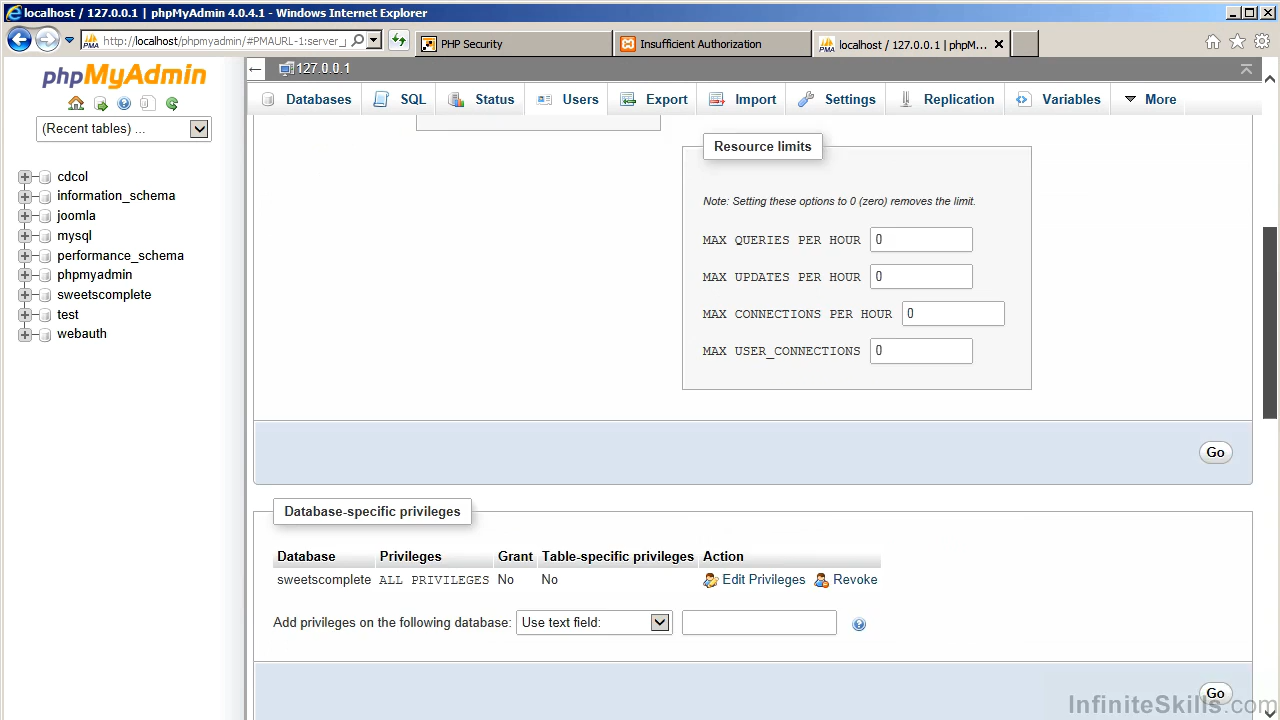 localhost / 127.0.0.1 | phpMyAdmin 4.0.4.1 - Windows Internet Explorer
http://localhost/phpmyadmin/#PMAURL-1:server_
PHP Security
Insufficient Authorization
localhost / 127.0.0.1 | phpM...
phpMyAdmin
127.0.0.1
Databases SQL Status Users Export Import Settings Replication Variables More
(Recent tables) ...
cdcol
information_schema
joomla
mysql
performance_schema
phpmyadmin
sweetscomplete
test
webauth
Resource limits
Note: Setting these options to 0 (zero) removes the limit.
MAX QUERIES PER HOUR 0
MAX UPDATES PER HOUR 0
MAX CONNECTIONS PER HOUR 0
MAX USER_CONNECTIONS 0
Go
Database-specific privileges
Database Privileges Grant Table-specific privileges Action
sweetscomplete ALL PRIVILEGES No No Edit Privileges Revoke
Add privileges on the following database: Use text field:
Go
InfiniteSkills.com